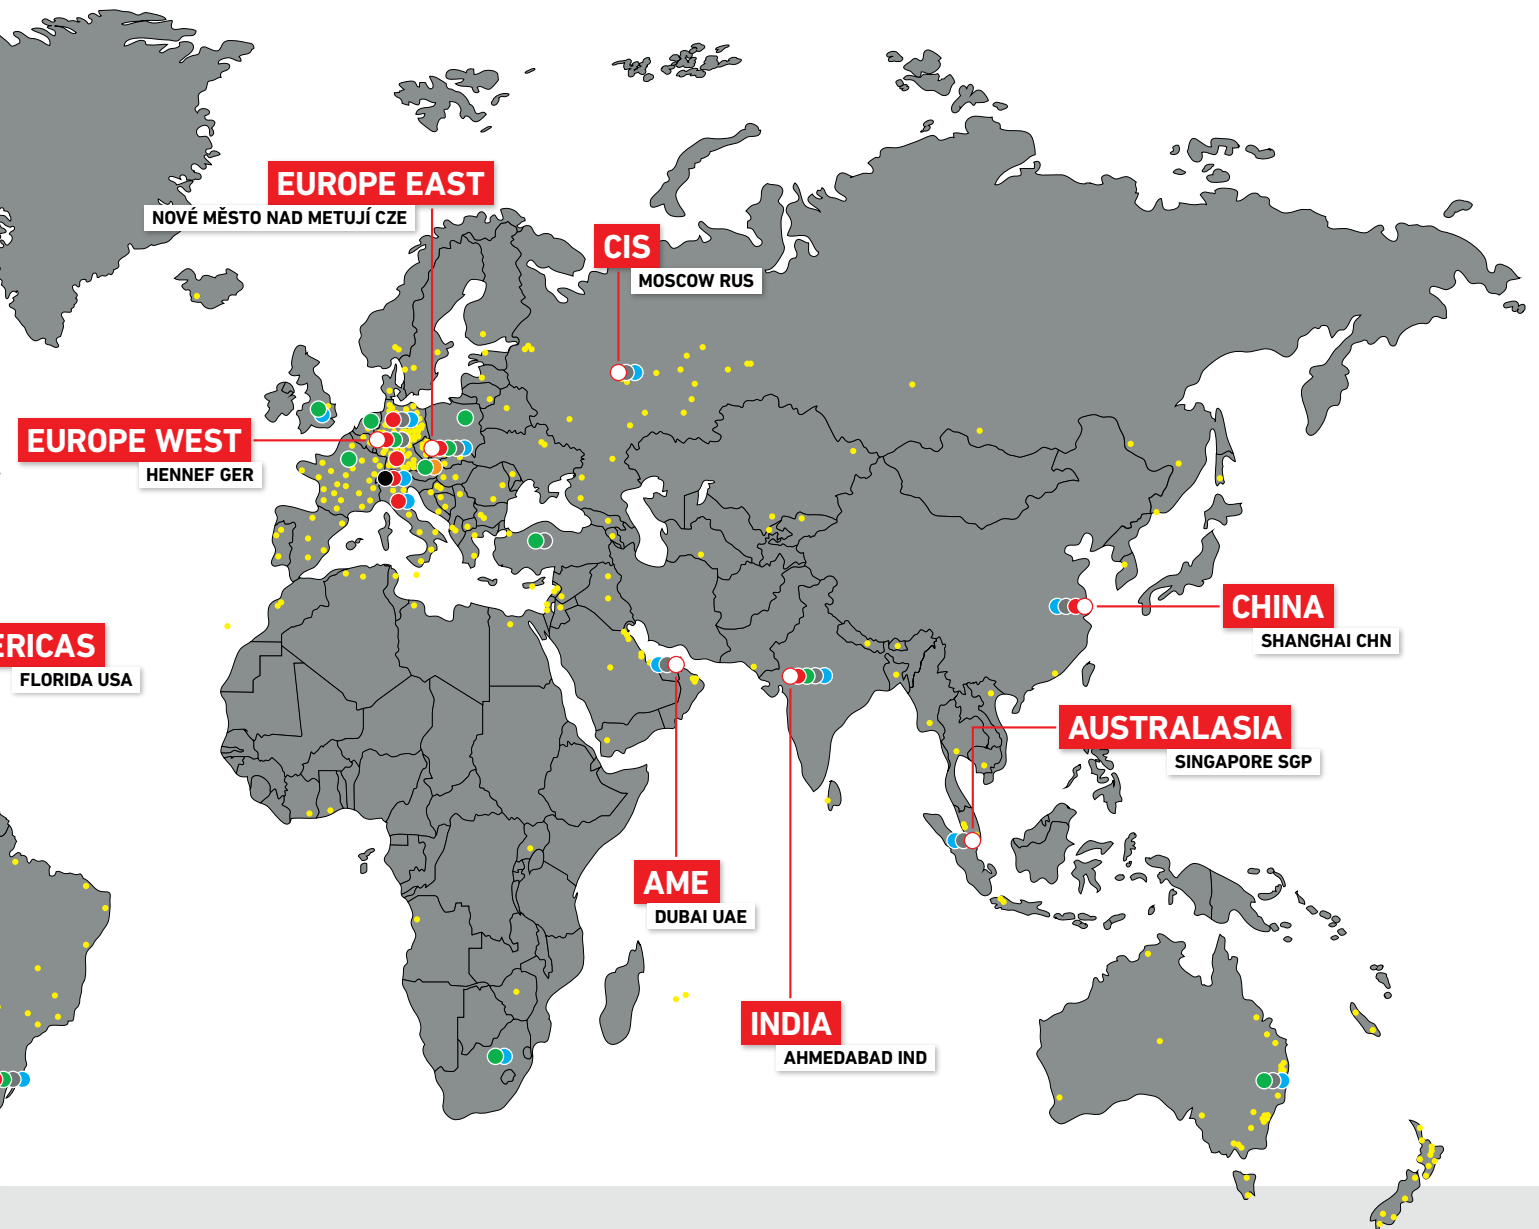 EUROPE EAST
NOVÉ MĚSTO NAD METUJÍ CZE
CIS
MOSCOW RUS
EUROPE WEST
HENNEF GER
CHINA
SHANGHAI CHN
ERICAS
FLORIDA USA
AUSTRALASIA
SINGAPORE SGP
AME
DUBAI UAE
INDIA
AHMEDABAD IND